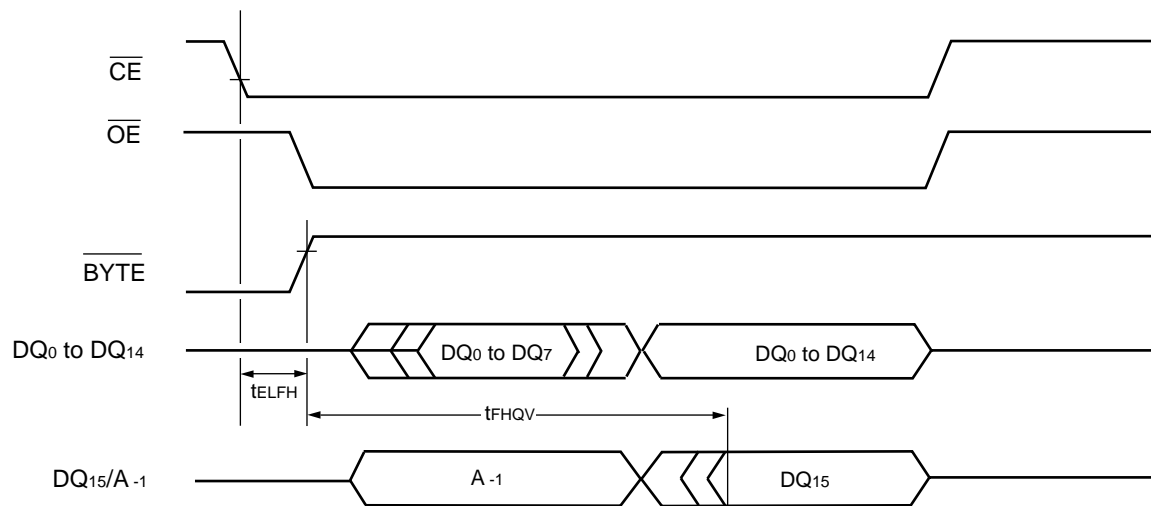 CE
OE
BYTE
DQ0 to DQ14
DQ0 to DQ7
DQ0 to DQ14
tELFH
tFHQV
DQ15/A -1
A -1
DQ15